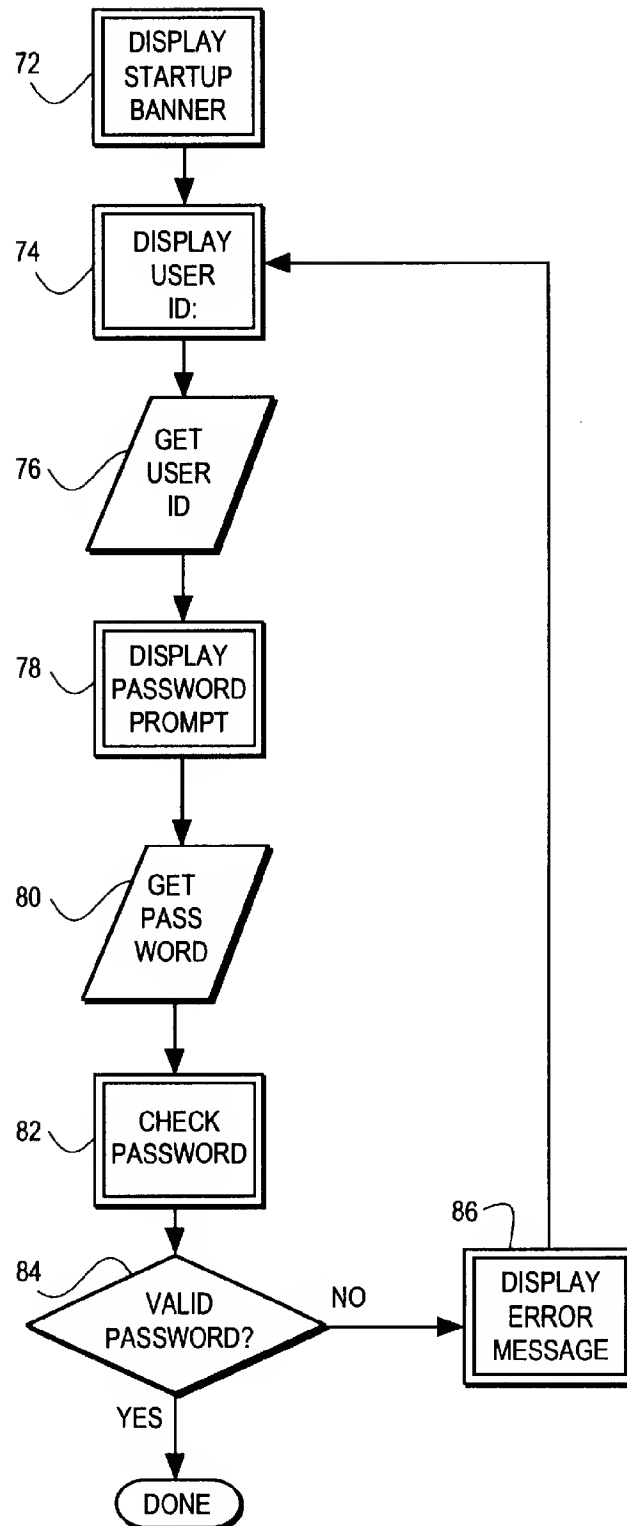 72
DISPLAY
STARTUP
BANNER
74
DISPLAY
USER
ID:
76
GET
USER
ID
78
DISPLAY
PASSWORD
PROMPT
80
GET
PASS
WORD
82
CHECK
PASSWORD
84
VALID
PASSWORD?
NO
86
DISPLAY
ERROR
MESSAGE
YES
DONE